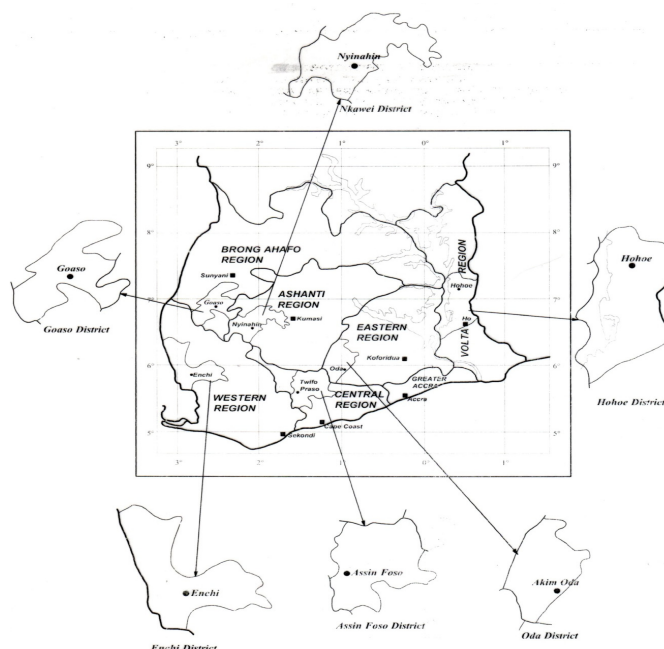 Nyinahin
Nkawei District
3° 2° 1° 0° 1°
9° 9°
8° 8°
BRONG AHAFO
REGION
Sunyani
REGION
Hohoe
Goaso
Goaso
Goaso District
ASHANTI
REGION
Kumasi
Nyinahin
Hohoe
Hohoe District
7° 7°
EASTERN
REGION
Koforidua
Ho
VOLTA
6° 6°
Oda
Enchi
Twifo
Praso
WESTERN
REGION
CENTRAL
REGION
GREATER
ACCRA
Accra
Cape Coast
Sekondi
5° 5°
3° 2° 1° 0° 1°
Enchi
Enchi District
Assin Foso
Assin Foso District
Akim Oda
Oda District